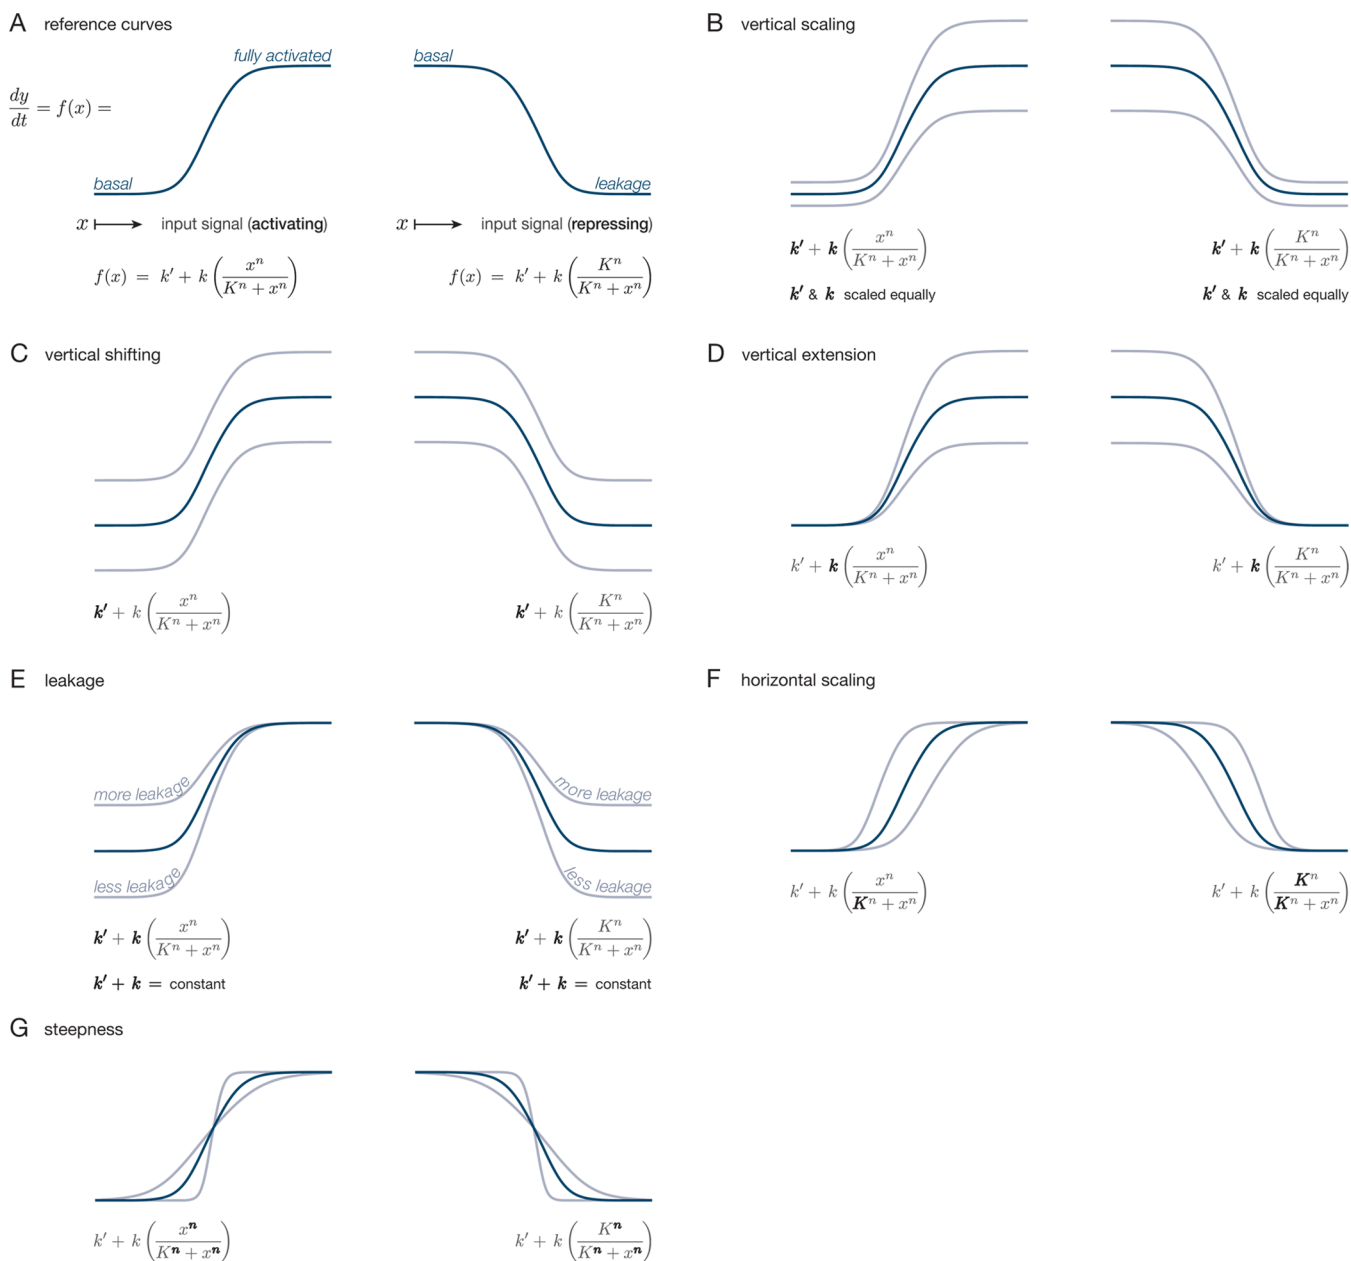 A reference curves
fully activated
basal
dy/dt = f(x) =
basal
leakage
x ⟼ input signal (activating)
x ⟼ input signal (repressing)
f(x) = k′ + k (xⁿ / (Kⁿ + xⁿ))
f(x) = k′ + k (Kⁿ / (Kⁿ + xⁿ))
B vertical scaling
k′ + k (xⁿ / (Kⁿ + xⁿ))
k′ + k (Kⁿ / (Kⁿ + xⁿ))
k′ & k scaled equally
k′ & k scaled equally
C vertical shifting
k′ + k (xⁿ / (Kⁿ + xⁿ))
k′ + k (Kⁿ / (Kⁿ + xⁿ))
D vertical extension
k′ + k (xⁿ / (Kⁿ + xⁿ))
k′ + k (Kⁿ / (Kⁿ + xⁿ))
E leakage
more leakage
more leakage
less leakage
less leakage
k′ + k (xⁿ / (Kⁿ + xⁿ))
k′ + k (Kⁿ / (Kⁿ + xⁿ))
k′ + k = constant
k′ + k = constant
F horizontal scaling
k′ + k (xⁿ / (Kⁿ + xⁿ))
k′ + k (Kⁿ / (Kⁿ + xⁿ))
G steepness
k′ + k (xⁿ / (Kⁿ + xⁿ))
k′ + k (Kⁿ / (Kⁿ + xⁿ))